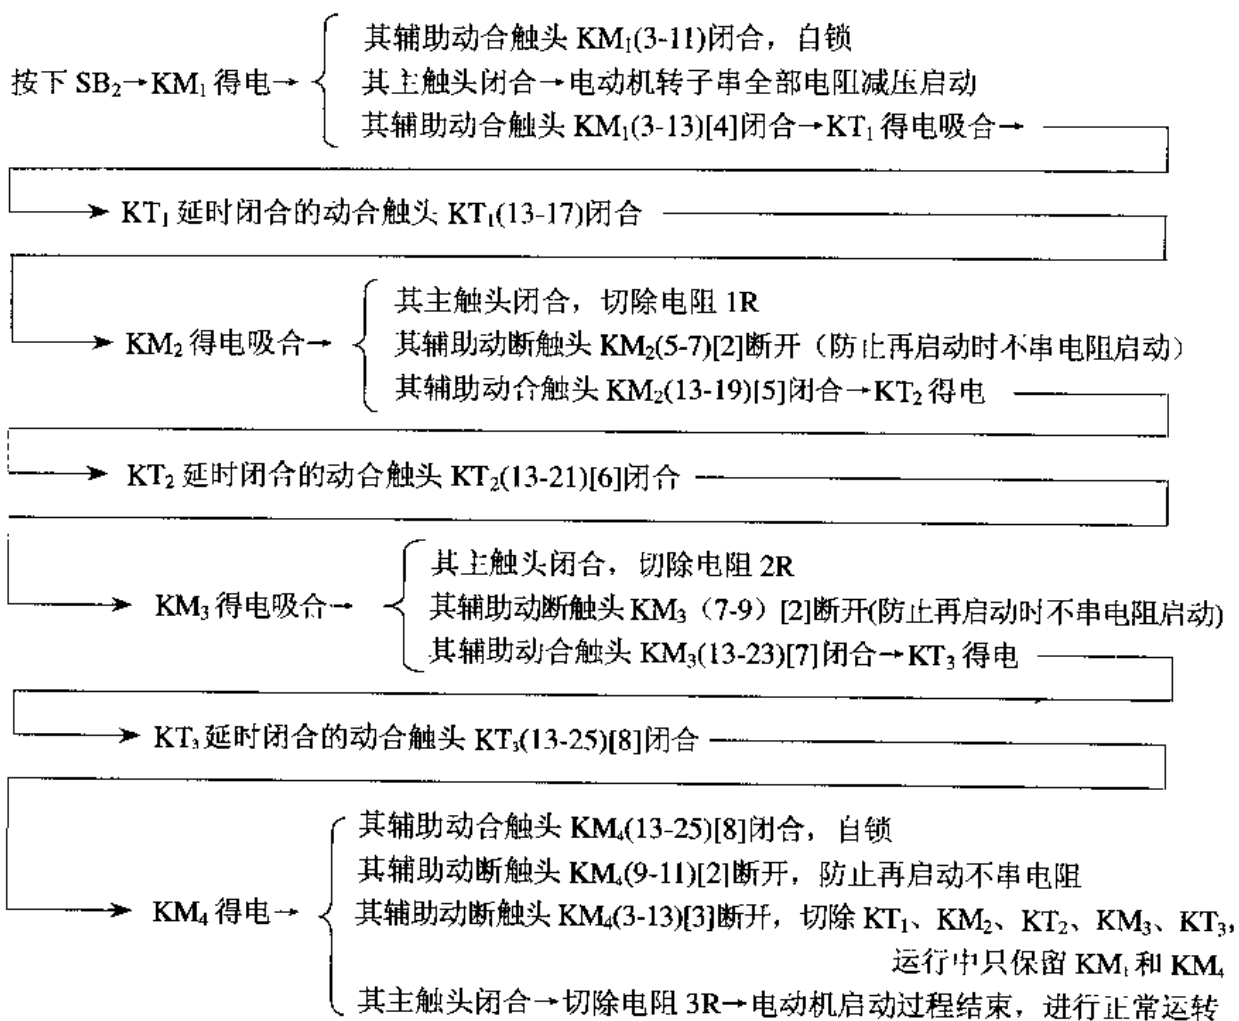 其辅助动合触头 KM₁(3-11)闭合，自锁
按下 SB₂→KM₁ 得电→
其主触头闭合→电动机转子串全部电阻减压启动
其辅助动合触头 KM₁(3-13)[4]闭合→KT₁ 得电吸合→
KT₁ 延时闭合的动合触头 KT₁(13-17)闭合
其主触头闭合，切除电阻 1R
KM₂ 得电吸合→
其辅助动断触头 KM₂(5-7)[2]断开（防止再启动时不串电阻启动）
其辅助动合触头 KM₂(13-19)[5]闭合→KT₂ 得电
KT₂ 延时闭合的动合触头 KT₂(13-21)[6]闭合
其主触头闭合，切除电阻 2R
KM₃ 得电吸合→
其辅助动断触头 KM₃（7-9）[2]断开(防止再启动时不串电阻启动)
其辅助动合触头 KM₃(13-23)[7]闭合→KT₃ 得电
KT₃ 延时闭合的动合触头 KT₃(13-25)[8]闭合
其辅助动合触头 KM₄(13-25)[8]闭合，自锁
其辅助动断触头 KM₄(9-11)[2]断开，防止再启动不串电阻
KM₄ 得电→
其辅助动断触头 KM₄(3-13)[3]断开，切除 KT₁、KM₂、KT₂、KM₃、KT₃,
运行中只保留 KM₁ 和 KM₄
其主触头闭合→切除电阻 3R→电动机启动过程结束，进行正常运转